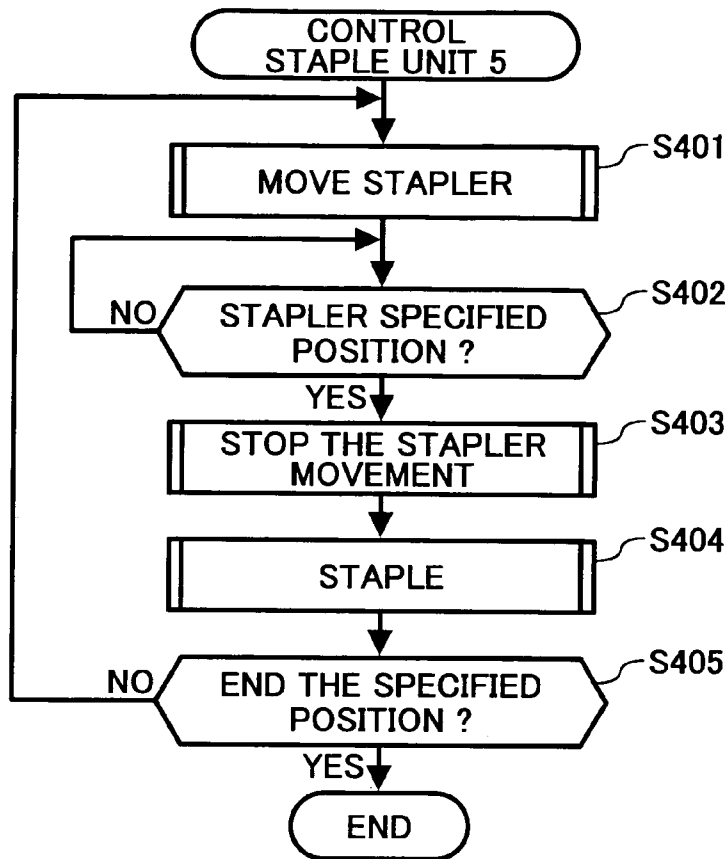 CONTROL
STAPLE UNIT 5
S401
MOVE STAPLER
S402
NO
STAPLER SPECIFIED
POSITION ?
YES
S403
STOP THE STAPLER
MOVEMENT
S404
STAPLE
S405
NO
END THE SPECIFIED
POSITION ?
YES
END